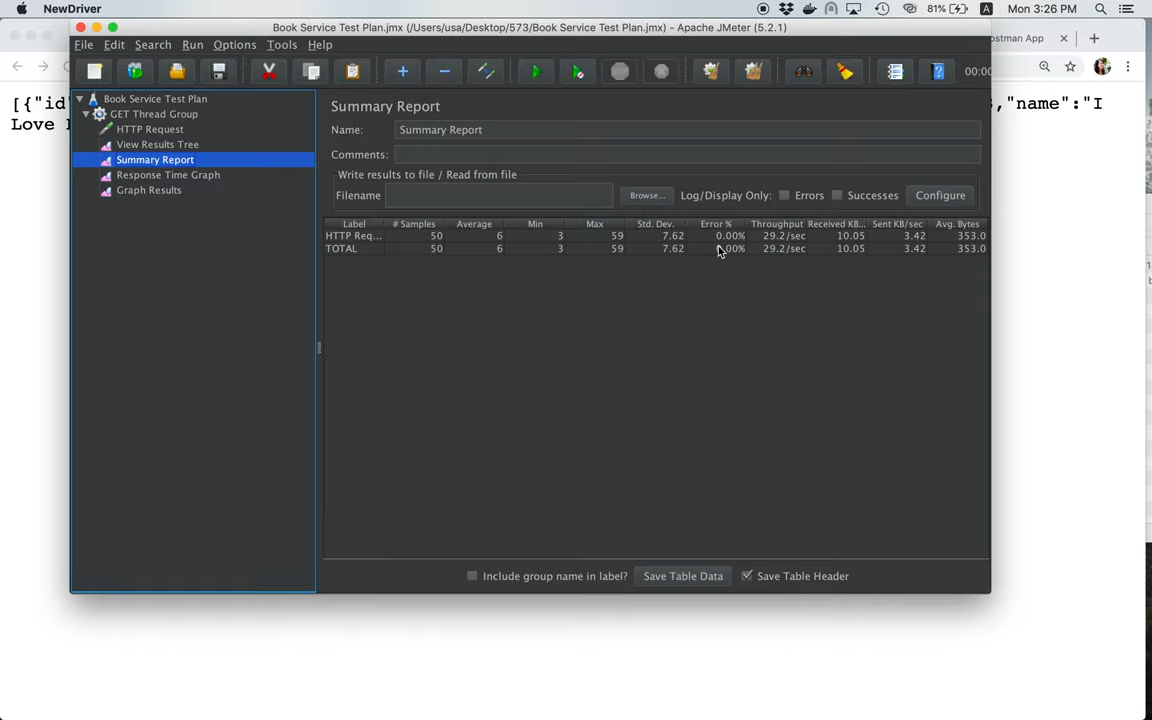 NewDriver 81% A Mon 3:26 PM
Book Service Test Plan.jmx (/Users/usa/Desktop/573/Book Service Test Plan.jmx) - Apache JMeter (5.2.1)
ostman App
File Edit Search Run Options Tools Help
00:00
[{"id" ,"name":"I
Love
Book Service Test Plan
GET Thread Group
HTTP Request
View Results Tree
Summary Report
Response Time Graph
Graph Results
Summary Report
Name: Summary Report
Comments:
Write results to file / Read from file
Filename Browse... Log/Display Only: Errors Successes Configure
Label # Samples Average Min Max Std. Dev. Error % Throughput Received KB... Sent KB/sec Avg. Bytes
HTTP Req... 50 6 3 59 7.62 0.00% 29.2/sec 10.05 3.42 353.0
TOTAL 50 6 3 59 7.62 0.00% 29.2/sec 10.05 3.42 353.0
Include group name in label? Save Table Data Save Table Header